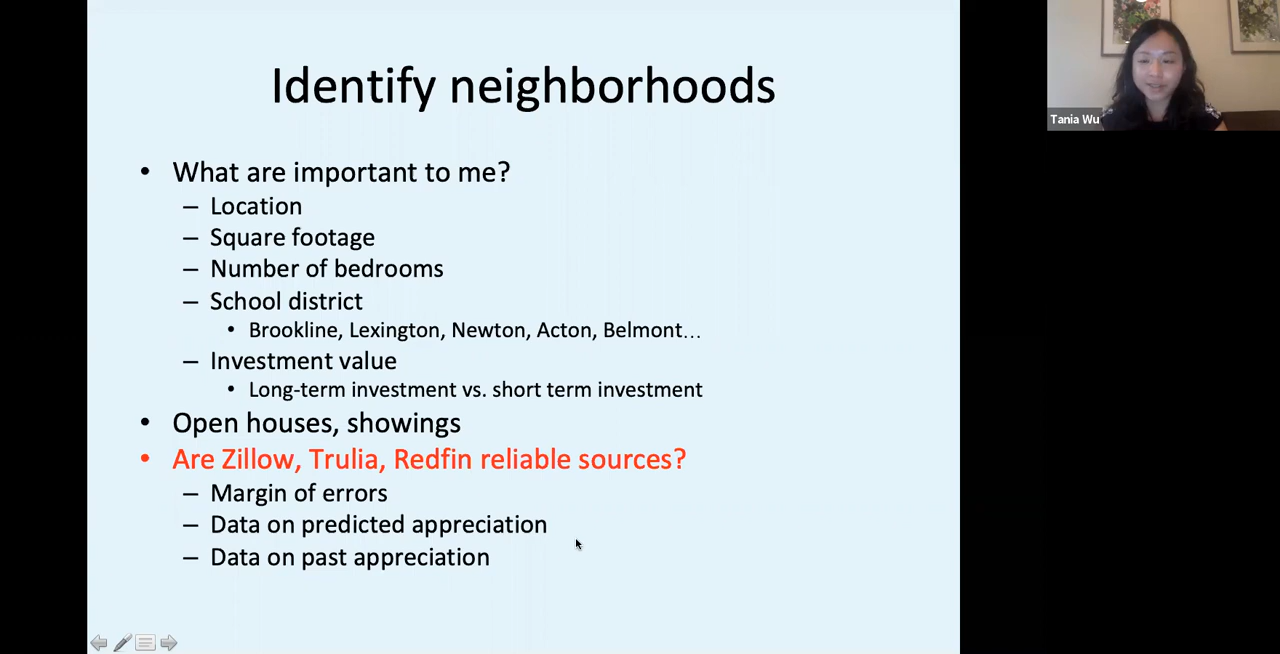 Identify neighborhoods
• What are important to me?
– Location
– Square footage
– Number of bedrooms
– School district
• Brookline, Lexington, Newton, Acton, Belmont…
– Investment value
• Long-term investment vs. short term investment
• Open houses, showings
• Are Zillow, Trulia, Redfin reliable sources?
– Margin of errors
– Data on predicted appreciation
– Data on past appreciation
Tania Wu